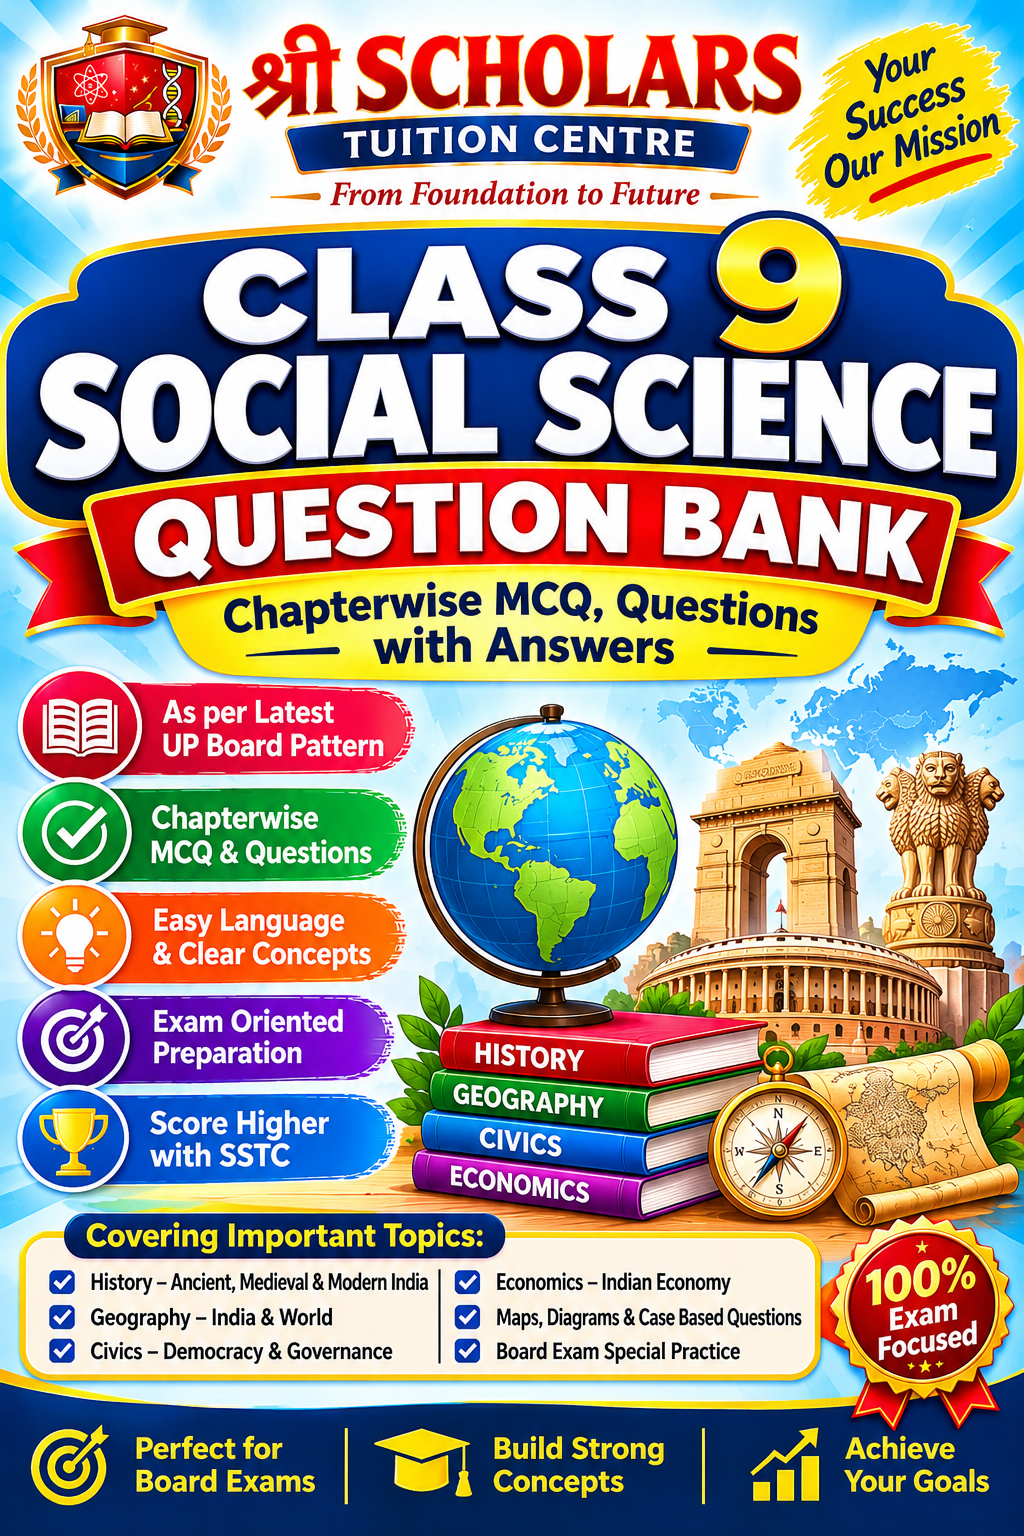 श्री SCHOLARS
TUITION CENTRE
From Foundation to Future
Your
Success
Our Mission
CLASS 9
SOCIAL SCIENCE
QUESTION BANK
Chapterwise MCQ, Questions
with Answers
As per Latest
UP Board Pattern
Chapterwise
MCQ & Questions
Easy Language
& Clear Concepts
Exam Oriented
Preparation
Score Higher
with SSTC
HISTORY
GEOGRAPHY
CIVICS
ECONOMICS
N
W E
S
Covering Important Topics:
History – Ancient, Medieval & Modern India
Geography – India & World
Civics – Democracy & Governance
Economics – Indian Economy
Maps, Diagrams & Case Based Questions
Board Exam Special Practice
100%
Exam
Focused
Perfect for
Board Exams
Build Strong
Concepts
Achieve
Your Goals